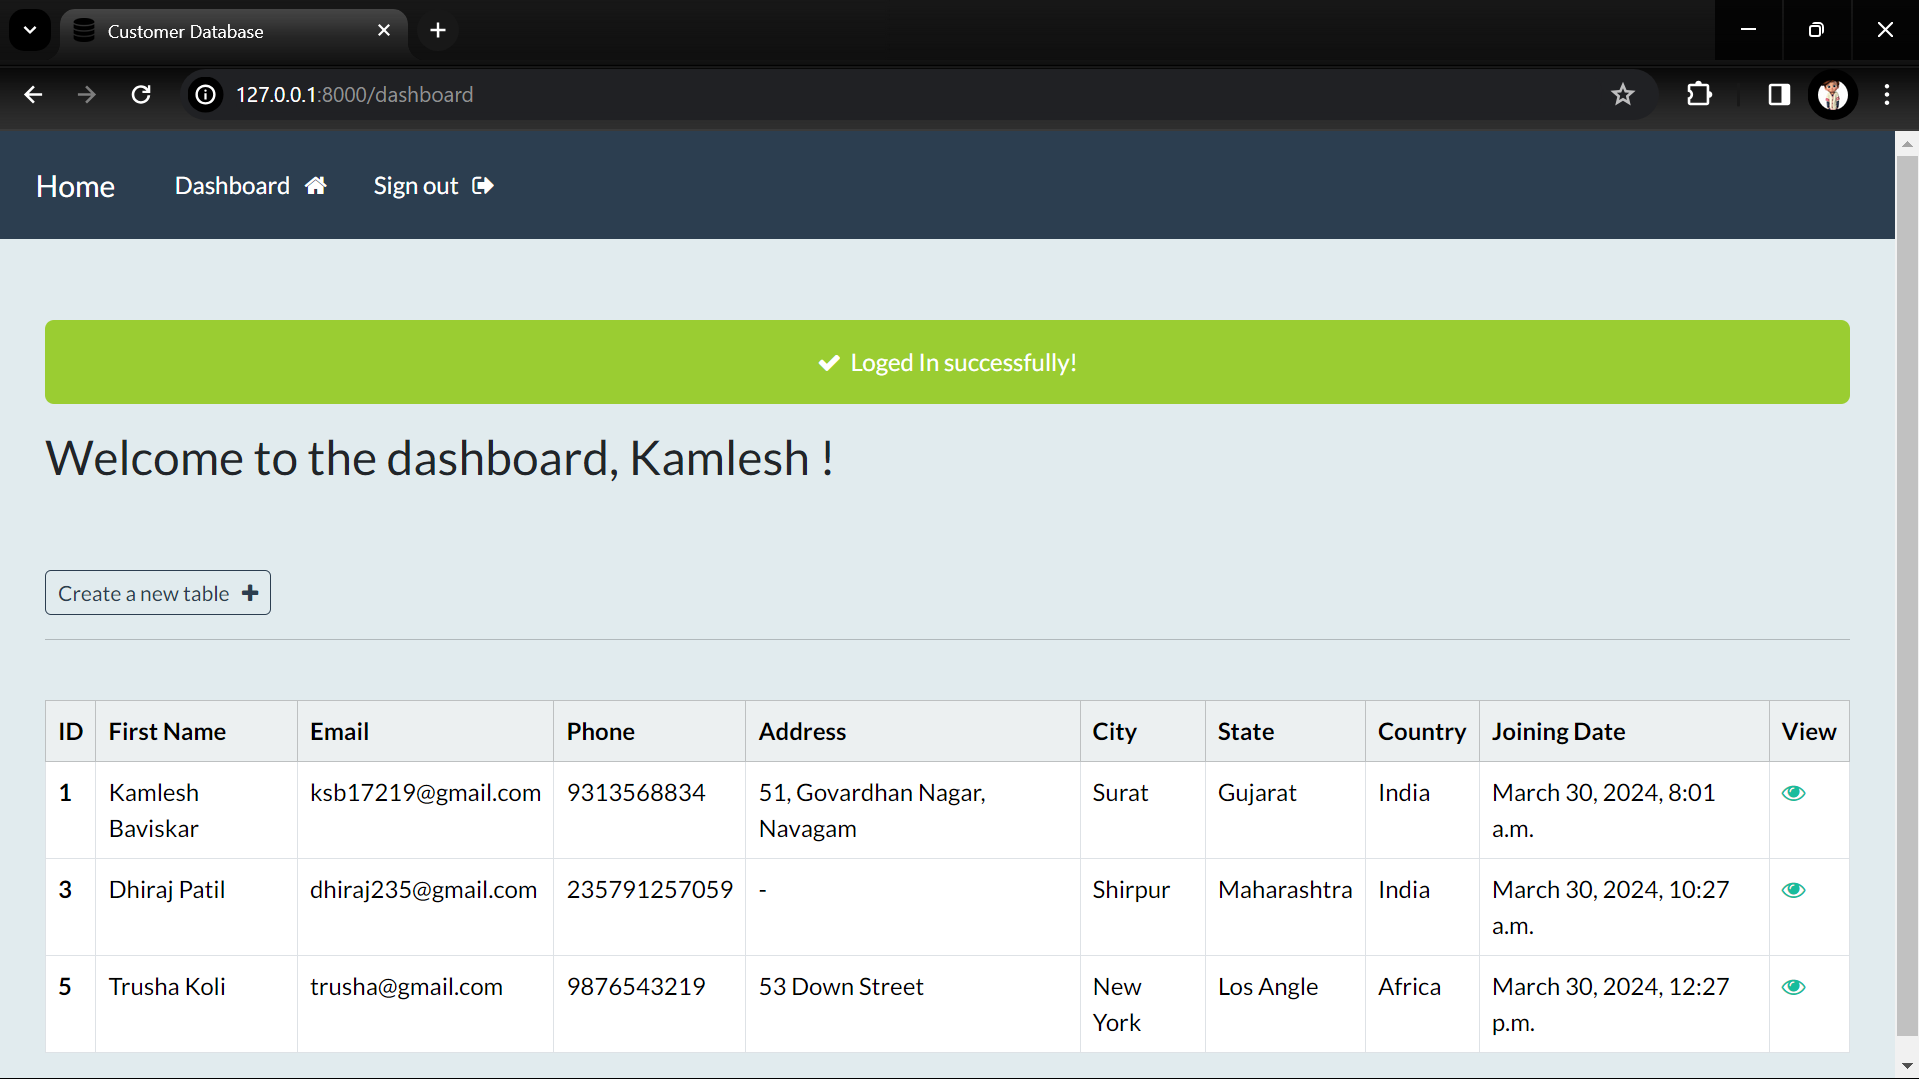 Customer Database
127.0.0.1:8000/dashboard
Home Dashboard Sign out
Loged In successfully!
Welcome to the dashboard, Kamlesh !
Create a new table
ID First Name Email Phone Address City State Country Joining Date View
1 Kamlesh Baviskar ksb17219@gmail.com 9313568834 51, Govardhan Nagar, Navagam Surat Gujarat India March 30, 2024, 8:01 a.m.
3 Dhiraj Patil dhiraj235@gmail.com 235791257059 - Shirpur Maharashtra India March 30, 2024, 10:27 a.m.
5 Trusha Koli trusha@gmail.com 9876543219 53 Down Street New York Los Angle Africa March 30, 2024, 12:27 p.m.